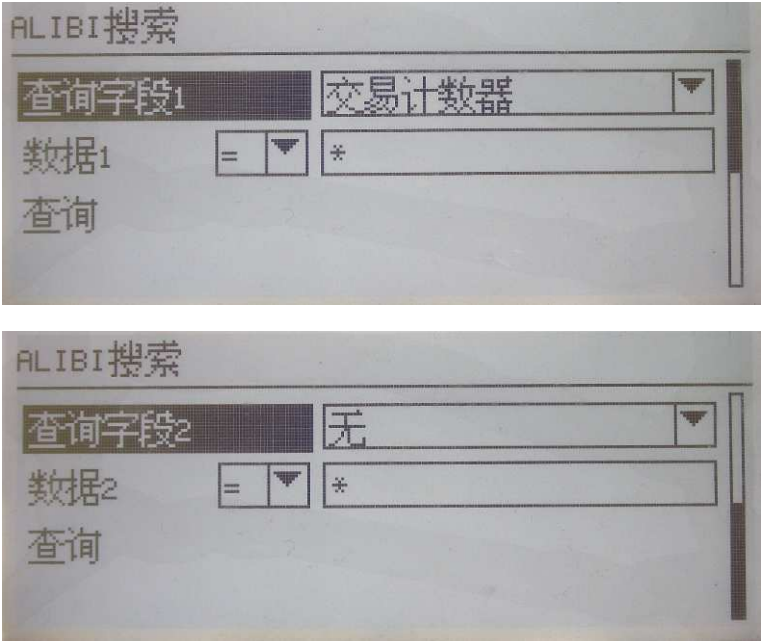 ALIBI搜索
查询字段1 交易计数器
数据1 = *
查询
ALIBI搜索
查询字段2 无
数据2 = *
查询